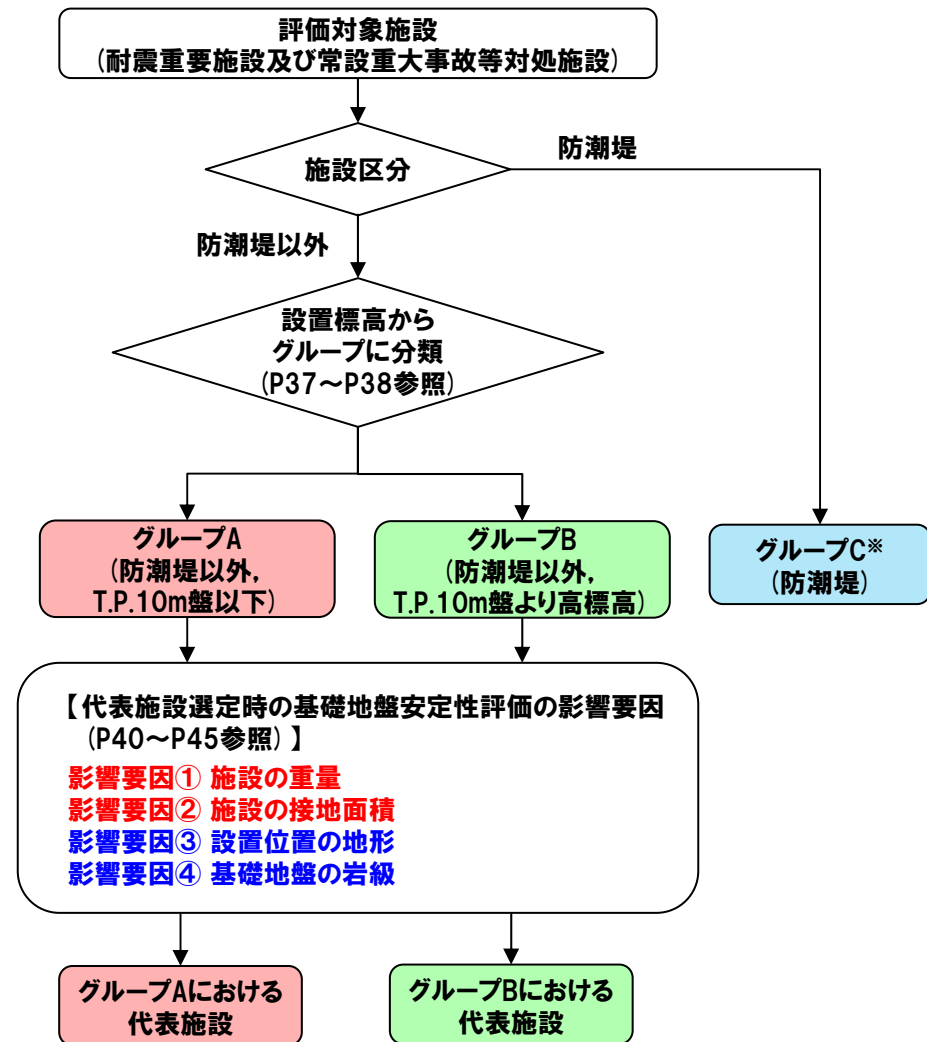 評価対象施設
(耐震重要施設及び常設重大事故等対処施設)
施設区分
防潮堤
防潮堤以外
設置標高から
グループに分類
(P37～P38参照)
グループA
(防潮堤以外,
T.P.10m盤以下)
グループB
(防潮堤以外,
T.P.10m盤より高標高)
グループC※
(防潮堤)
【代表施設選定時の基礎地盤安定性評価の影響要因
(P40～P45参照)】
影響要因① 施設の重量
影響要因② 施設の接地面積
影響要因③ 設置位置の地形
影響要因④ 基礎地盤の岩級
グループAにおける
代表施設
グループBにおける
代表施設